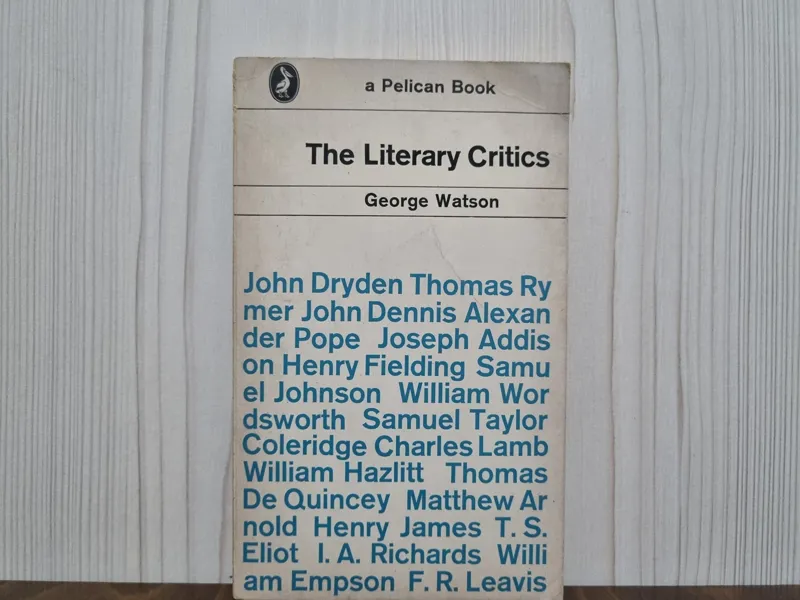 a Pelican Book
The Literary Critics
George Watson
John Dryden Thomas Ry
mer John Dennis Alexan
der Pope Joseph Addis
on Henry Fielding Samu
el Johnson William Wor
dsworth Samuel Taylor
Coleridge Charles Lamb
William Hazlitt Thomas
De Quincey Matthew Ar
nold Henry James T. S.
Eliot I. A. Richards Willi
am Empson F. R. Leavis